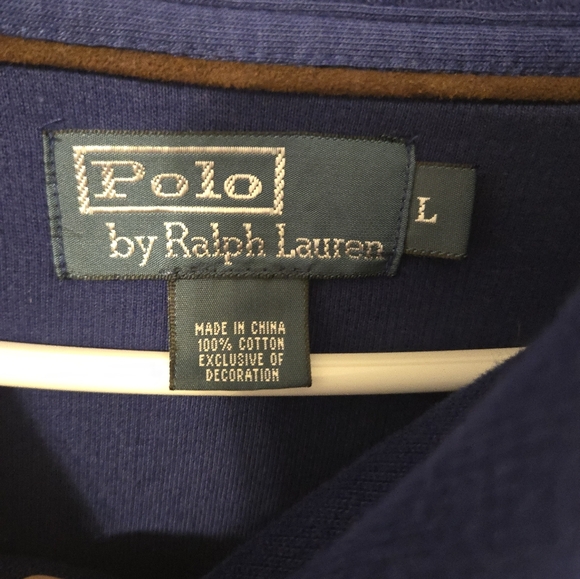 Polo
by Ralph Lauren
L
MADE IN CHINA
100% COTTON
EXCLUSIVE OF
DECORATION